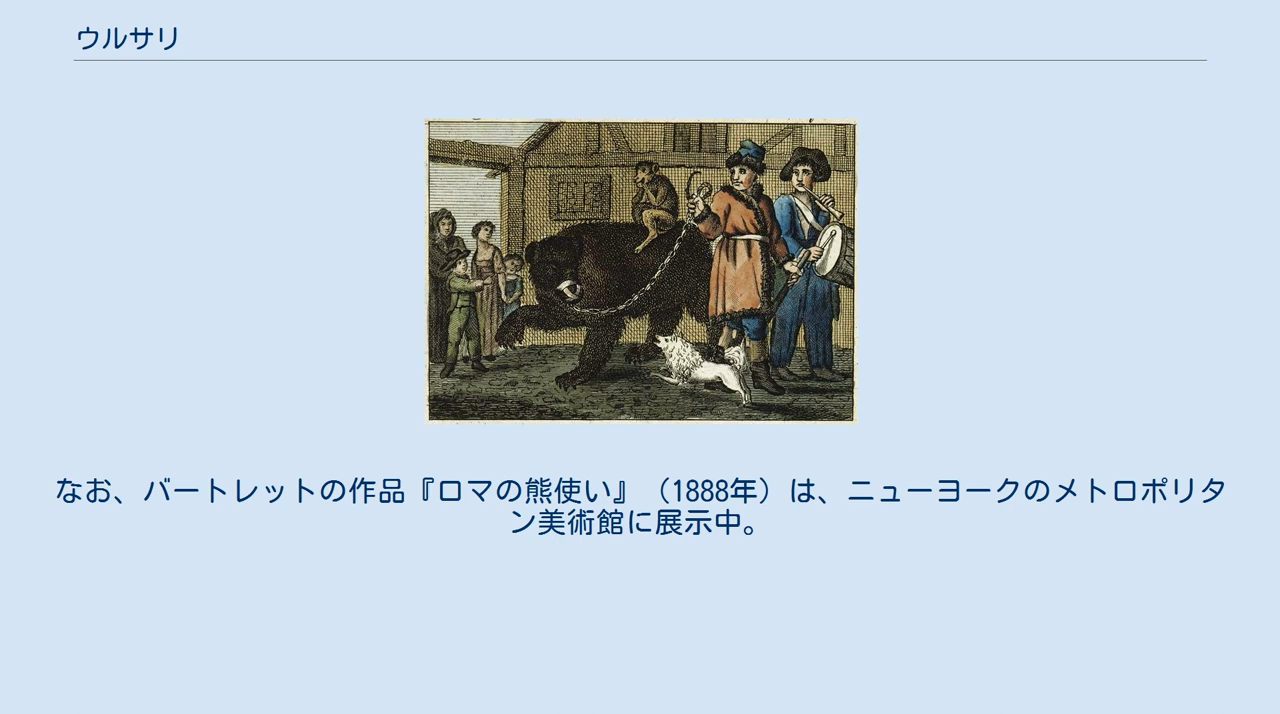 ウルサリ
なお、バートレットの作品『ロマの熊使い』（1888年）は、ニューヨークのメトロポリタ
ン美術館に展示中。